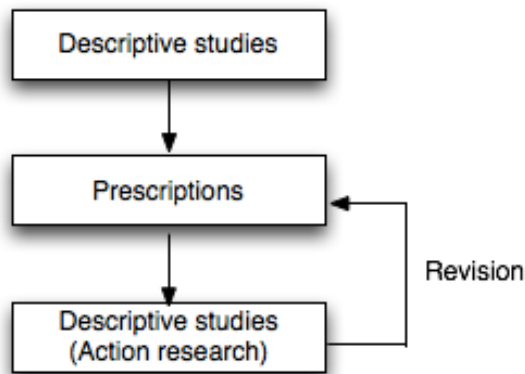 Descriptive studies
Prescriptions
Revision
Descriptive studies
(Action research)